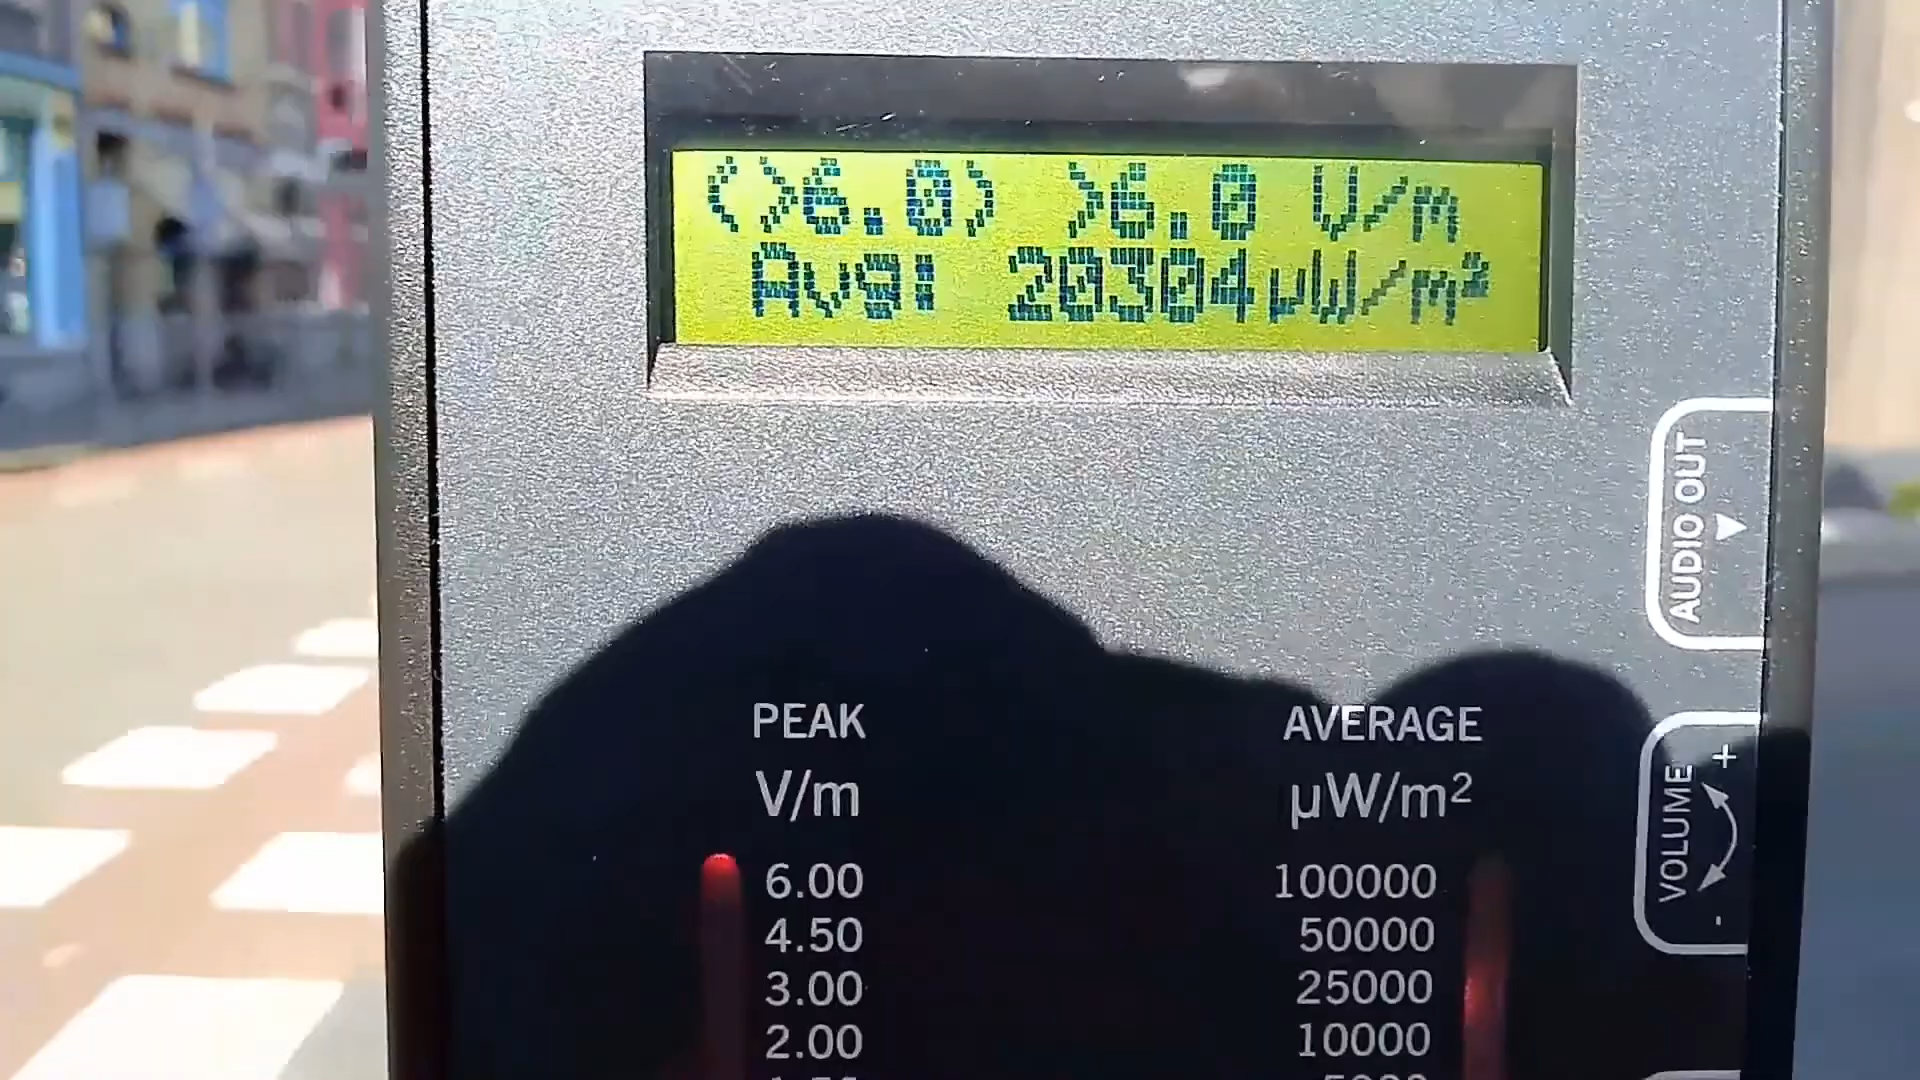 (>6.0) >6.0 V/m
Avg: 20304µW/m²
AUDIO OUT
PEAK
V/m
6.00
4.50
3.00
2.00
AVERAGE
µW/m²
100000
50000
25000
10000
VOLUME
- +